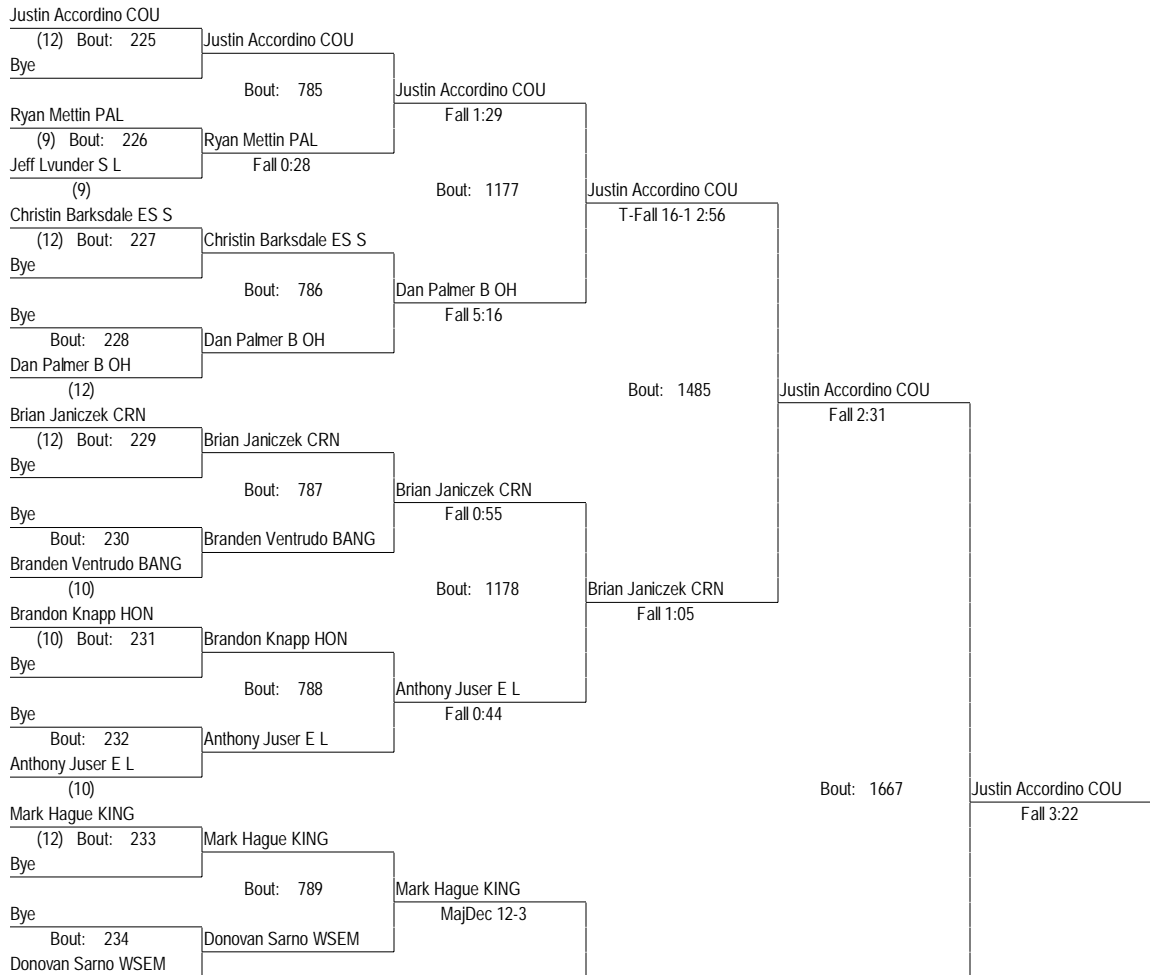 Justin Accordino COU
(12) Bout: 225
Justin Accordino COU
Bye
Bout: 785
Justin Accordino COU
Fall 1:29
Ryan Mettin PAL
(9) Bout: 226
Ryan Mettin PAL
Jeff Lvunder S L
Fall 0:28
(9)
Bout: 1177
Justin Accordino COU
T-Fall 16-1 2:56
Christin Barksdale ES S
(12) Bout: 227
Christin Barksdale ES S
Bye
Bout: 786
Dan Palmer B OH
Fall 5:16
Bye
Bout: 228
Dan Palmer B OH
Dan Palmer B OH
(12)
Bout: 1485
Justin Accordino COU
Fall 2:31
Brian Janiczek CRN
(12) Bout: 229
Brian Janiczek CRN
Bye
Bout: 787
Brian Janiczek CRN
Fall 0:55
Bye
Bout: 230
Branden Ventrudo BANG
Branden Ventrudo BANG
(10)
Bout: 1178
Brian Janiczek CRN
Fall 1:05
Brandon Knapp HON
(10) Bout: 231
Brandon Knapp HON
Bye
Bout: 788
Anthony Juser E L
Fall 0:44
Bye
Bout: 232
Anthony Juser E L
Anthony Juser E L
(10)
Bout: 1667
Justin Accordino COU
Fall 3:22
Mark Hague KING
(12) Bout: 233
Mark Hague KING
Bye
Bout: 789
Mark Hague KING
MajDec 12-3
Bye
Bout: 234
Donovan Sarno WSEM
Donovan Sarno WSEM